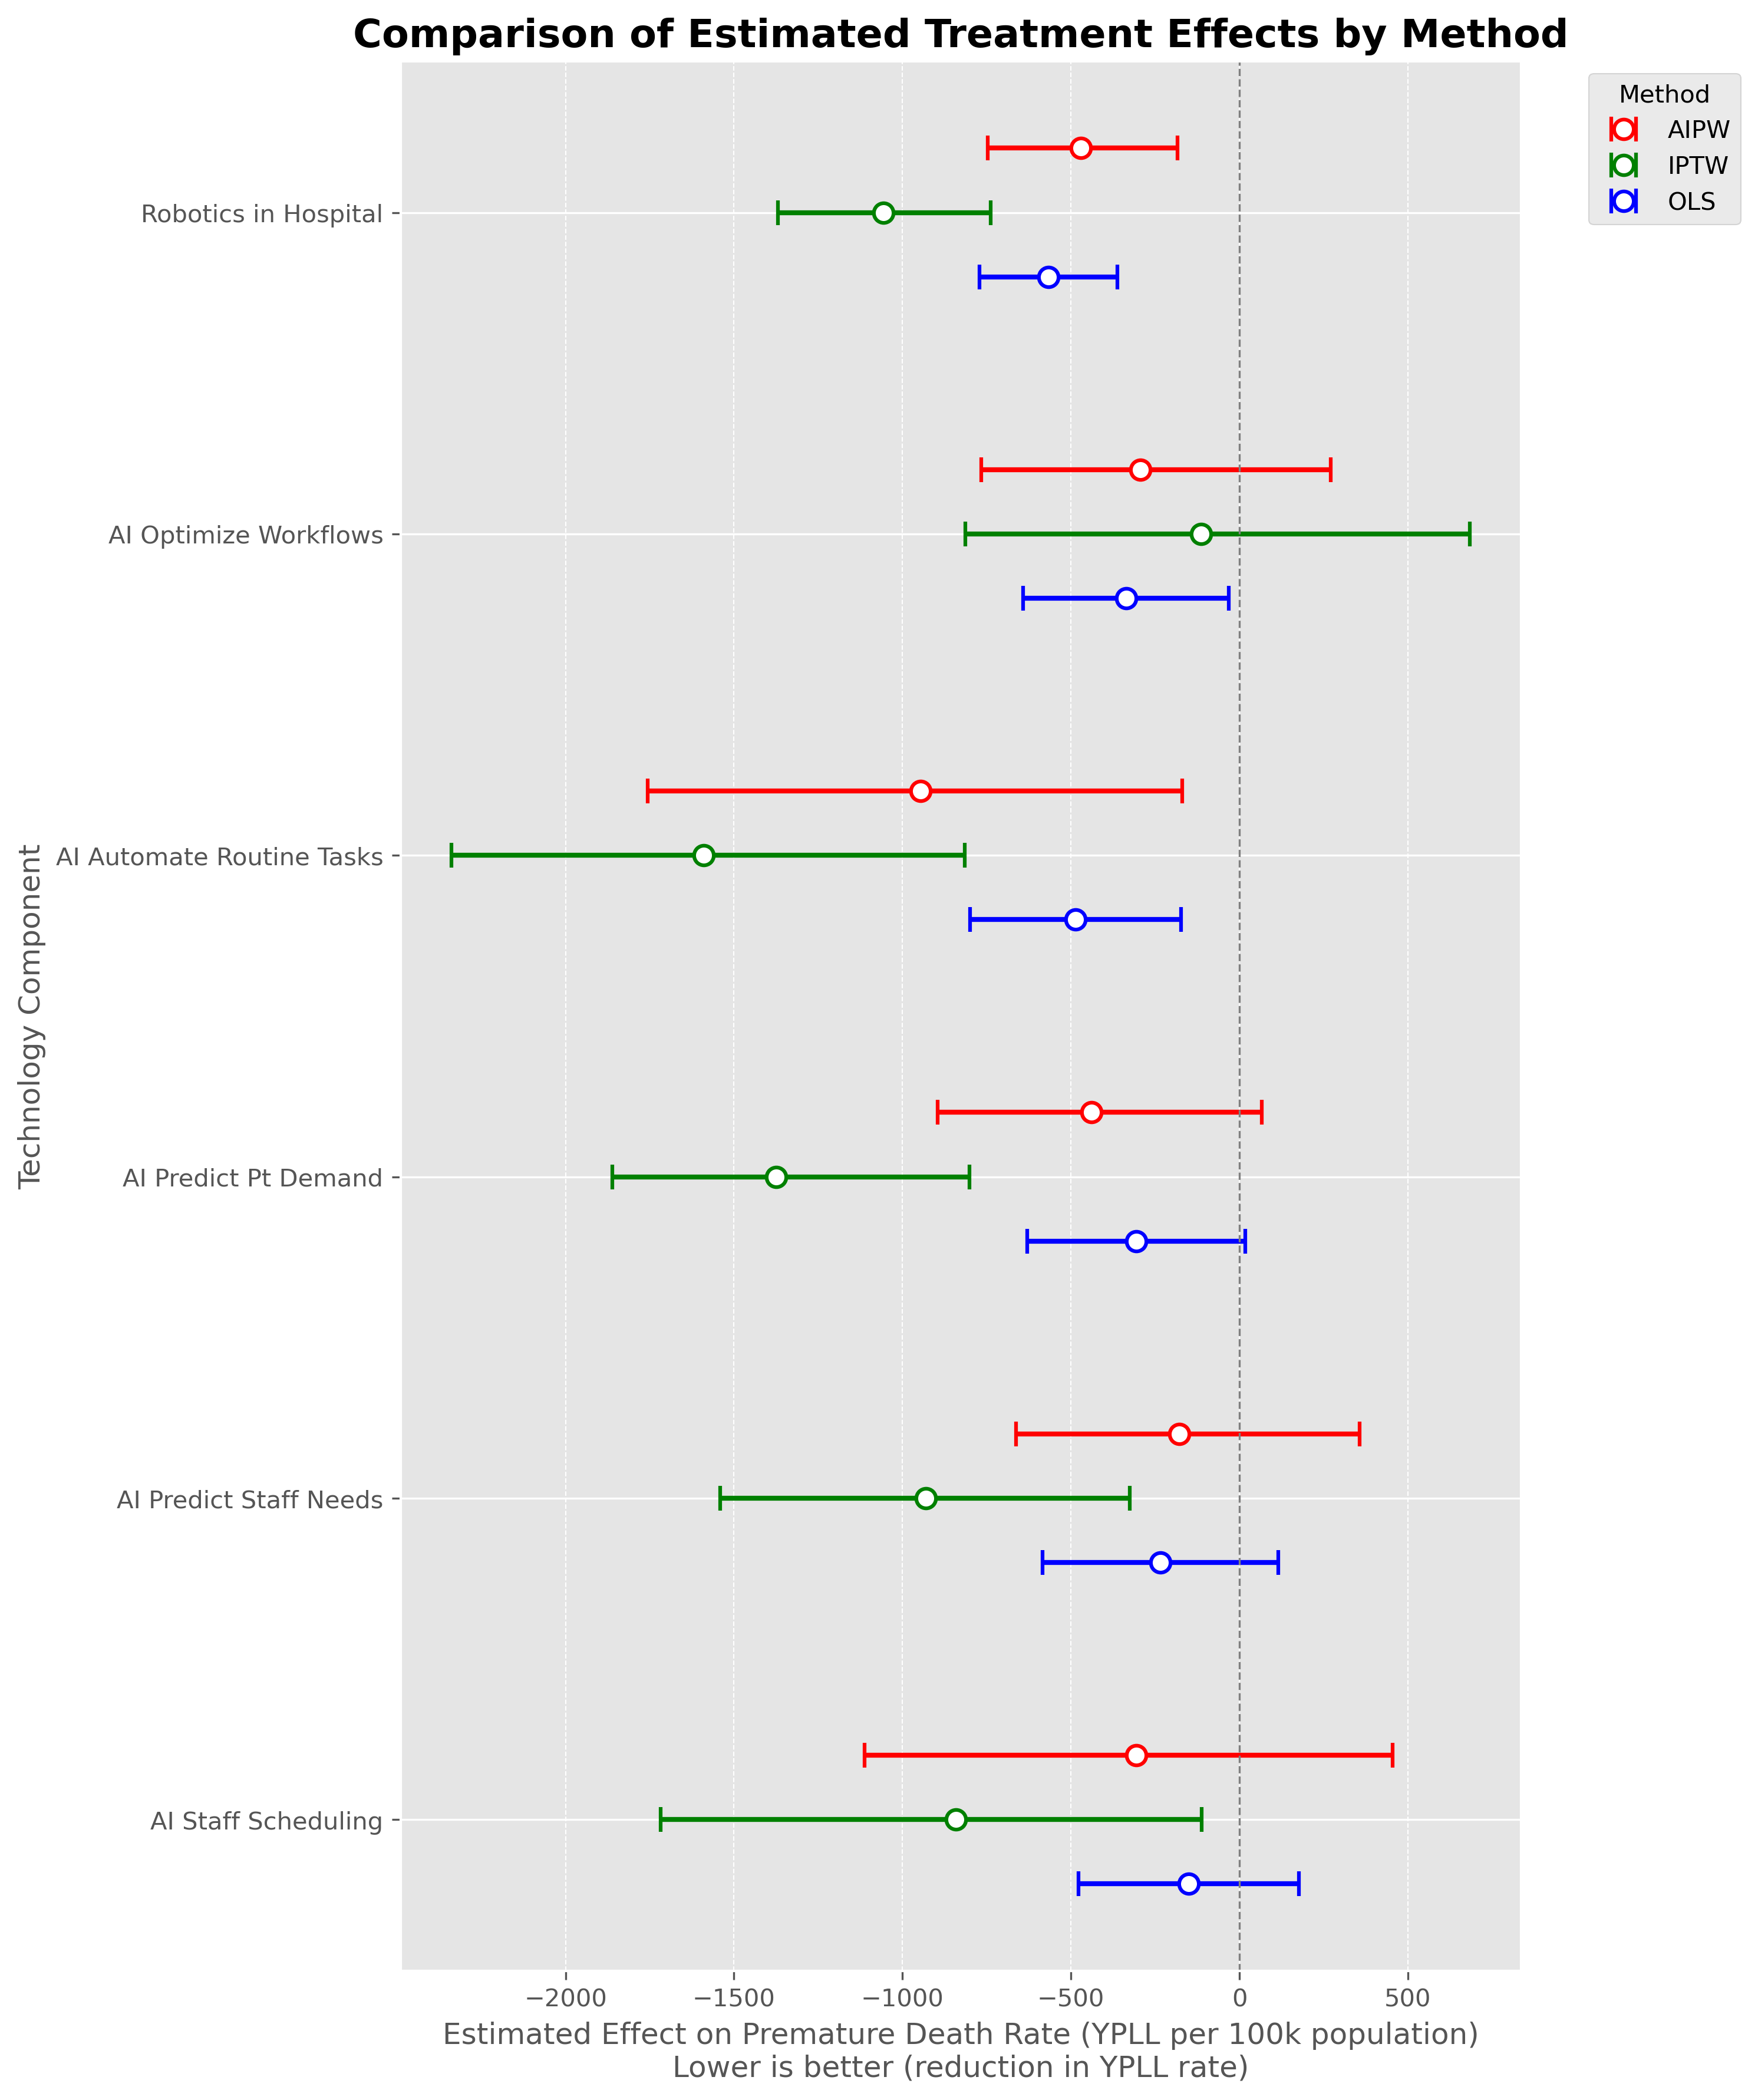 Comparison of Estimated Treatment Effects by Method
Method
AIPW
IPTW
OLS
Technology Component
Robotics in Hospital
AI Optimize Workflows
AI Automate Routine Tasks
AI Predict Pt Demand
AI Predict Staff Needs
AI Staff Scheduling
−2000 −1500 −1000 −500 0 500
Estimated Effect on Premature Death Rate (YPLL per 100k population)
Lower is better (reduction in YPLL rate)